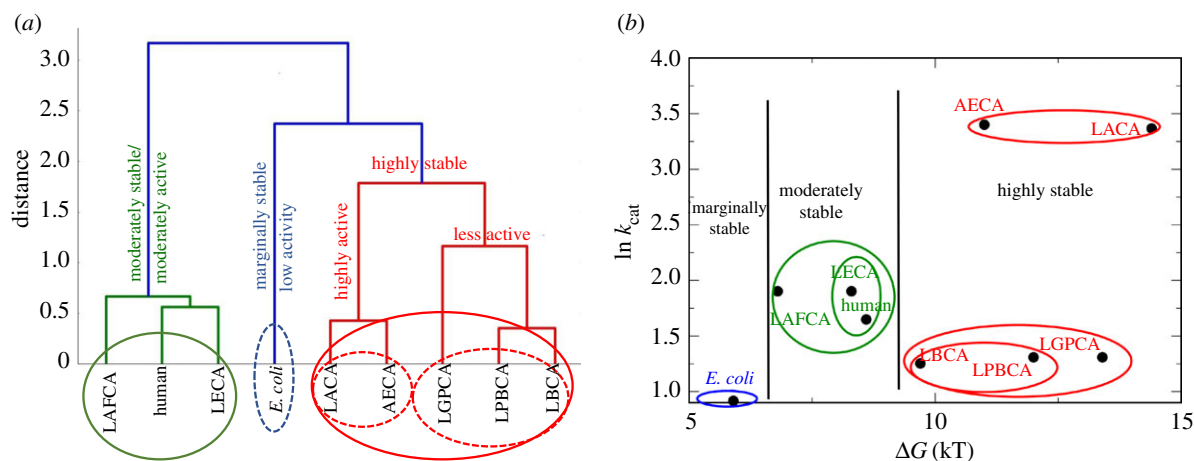 (a)
3.0
2.5
2.0
1.5
1.0
0.5
0
distance
moderately stable/
moderately active
marginally stable
low activity
highly stable
highly active
less active
LAFCA
human
LECA
E. coli
LACA
AECA
LGPCA
LPBCA
LBCA
(b)
4.0
3.5
3.0
2.5
2.0
1.5
1.0
ln kcat
AECA
LACA
marginally
stable
moderately
stable
highly stable
LECA
human
LAFCA
LBCA
LPBCA
LGPCA
E. coli
5
10
15
ΔG (kT)